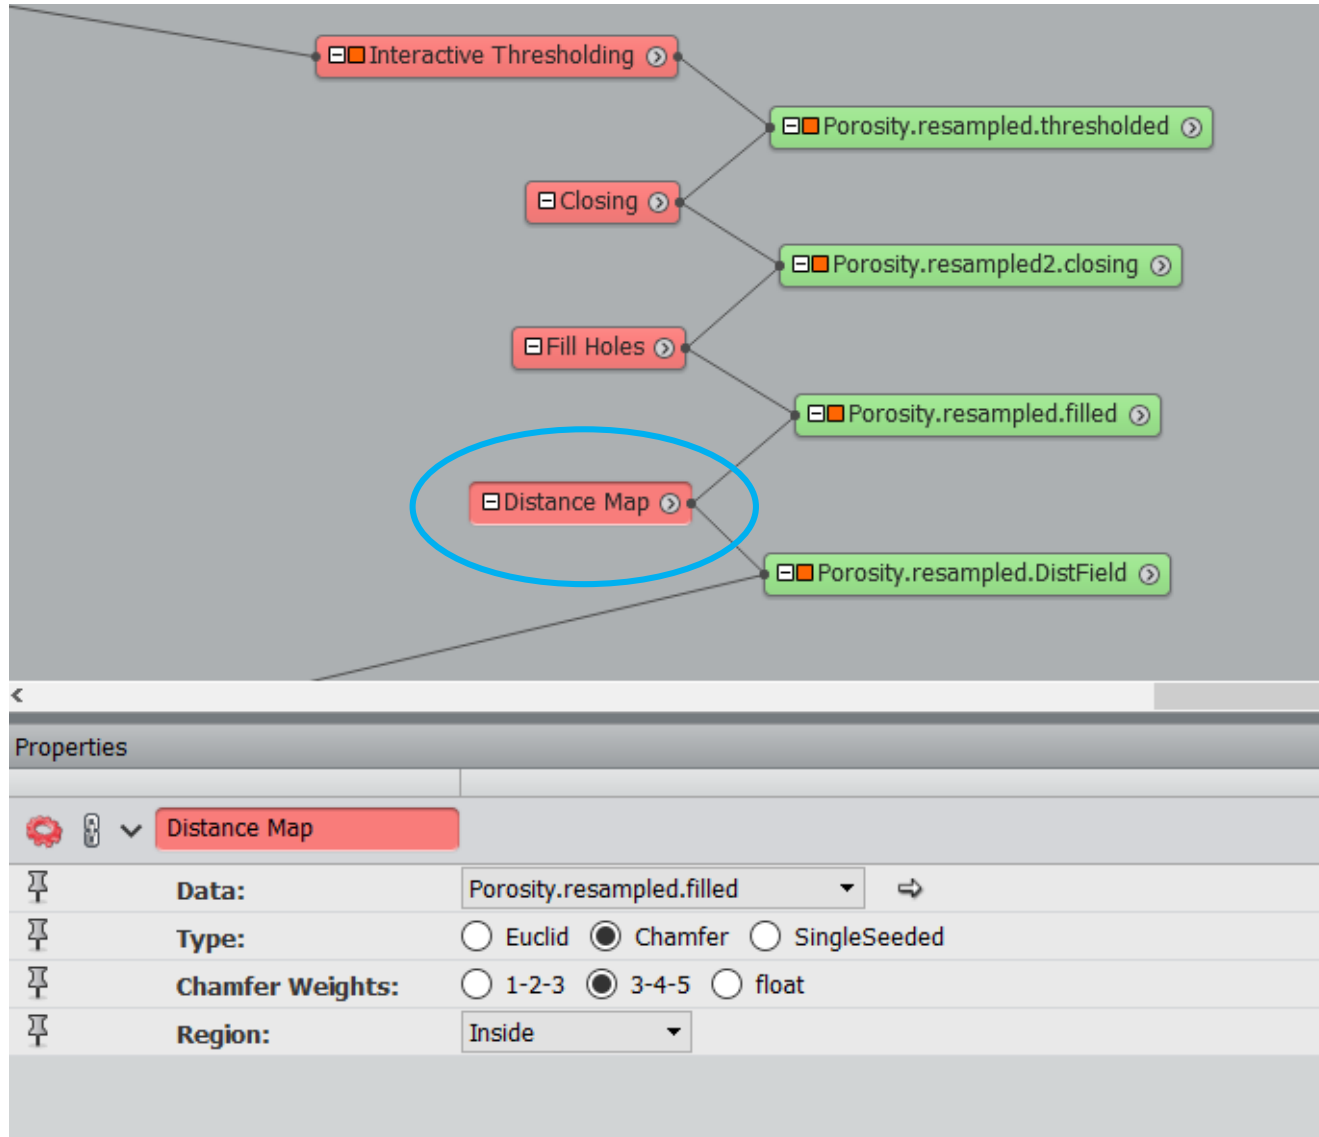 Interactive Thresholding
Porosity.resampled.thresholded
Closing
Porosity.resampled2.closing
Fill Holes
Porosity.resampled.filled
Distance Map
Porosity.resampled.DistField
Properties
Distance Map
Data: Porosity.resampled.filled
Type: Euclid Chamfer SingleSeeded
Chamfer Weights: 1-2-3 3-4-5 float
Region: Inside